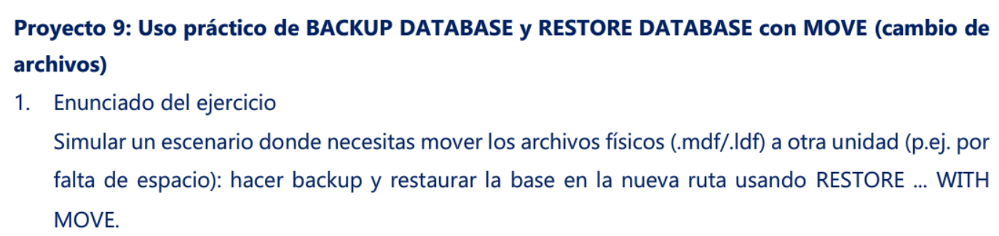 Proyecto 9: Uso práctico de BACKUP DATABASE y RESTORE DATABASE con MOVE (cambio de
archivos)
1. Enunciado del ejercicio
Simular un escenario donde necesitas mover los archivos físicos (.mdf/.ldf) a otra unidad (p.ej. por
falta de espacio): hacer backup y restaurar la base en la nueva ruta usando RESTORE ... WITH
MOVE.